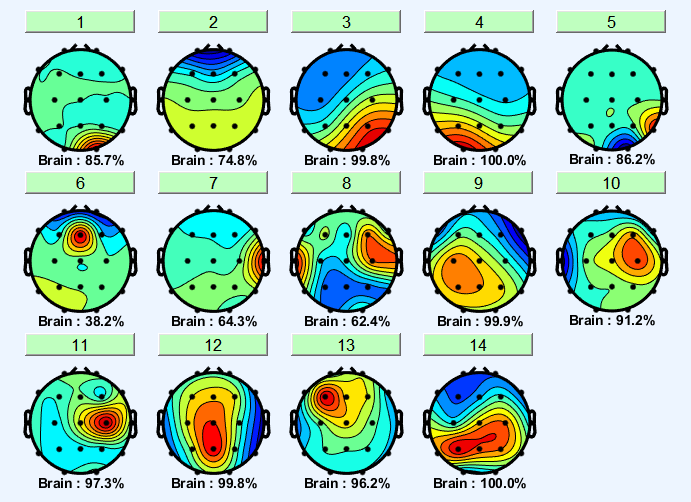 1 2 3 4 5
Brain : 85.7% Brain : 74.8% Brain : 99.8% Brain : 100.0% Brain : 86.2%
6 7 8 9 10
Brain : 38.2% Brain : 64.3% Brain : 62.4% Brain : 99.9% Brain : 91.2%
11 12 13 14
Brain : 97.3% Brain : 99.8% Brain : 96.2% Brain : 100.0%